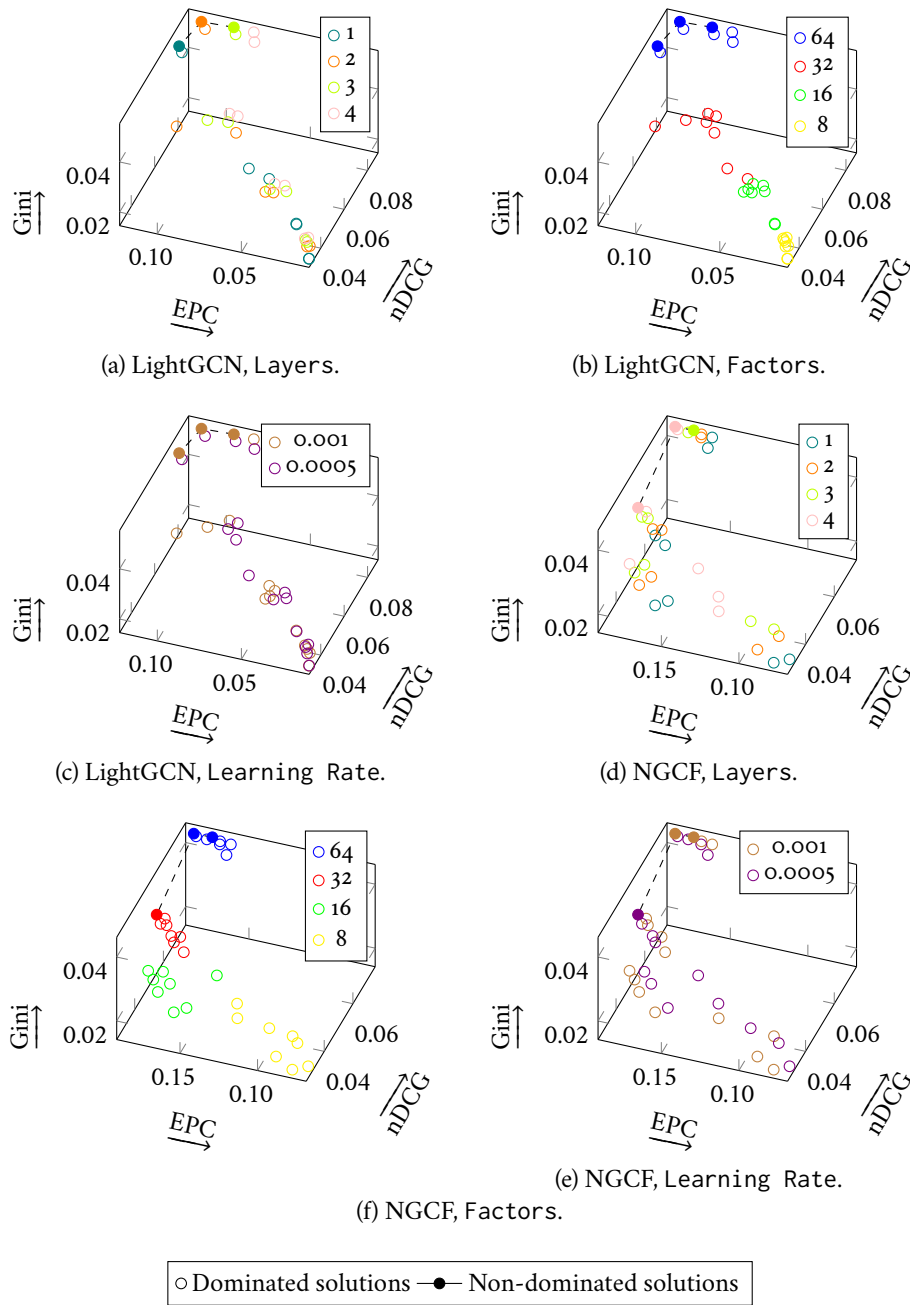 1
2
3
4
0.04
0.02
Gini
0.10
0.05
0.04
0.06
0.08
EPC
nDCG
(a) LightGCN, Layers.
64
32
16
8
0.04
0.02
Gini
0.10
0.05
0.04
0.06
0.08
EPC
nDCG
(b) LightGCN, Factors.
0.001
0.0005
0.04
0.02
Gini
0.10
0.05
0.04
0.06
0.08
EPC
nDCG
(c) LightGCN, Learning Rate.
1
2
3
4
0.04
0.02
Gini
0.15
0.10
0.04
0.06
EPC
nDCG
(d) NGCF, Layers.
64
32
16
8
0.04
0.02
Gini
0.15
0.10
0.04
0.06
EPC
nDCG
0.001
0.0005
0.04
0.02
Gini
0.15
0.10
0.04
0.06
EPC
nDCG
(e) NGCF, Learning Rate.
(f) NGCF, Factors.
Dominated solutions Non-dominated solutions